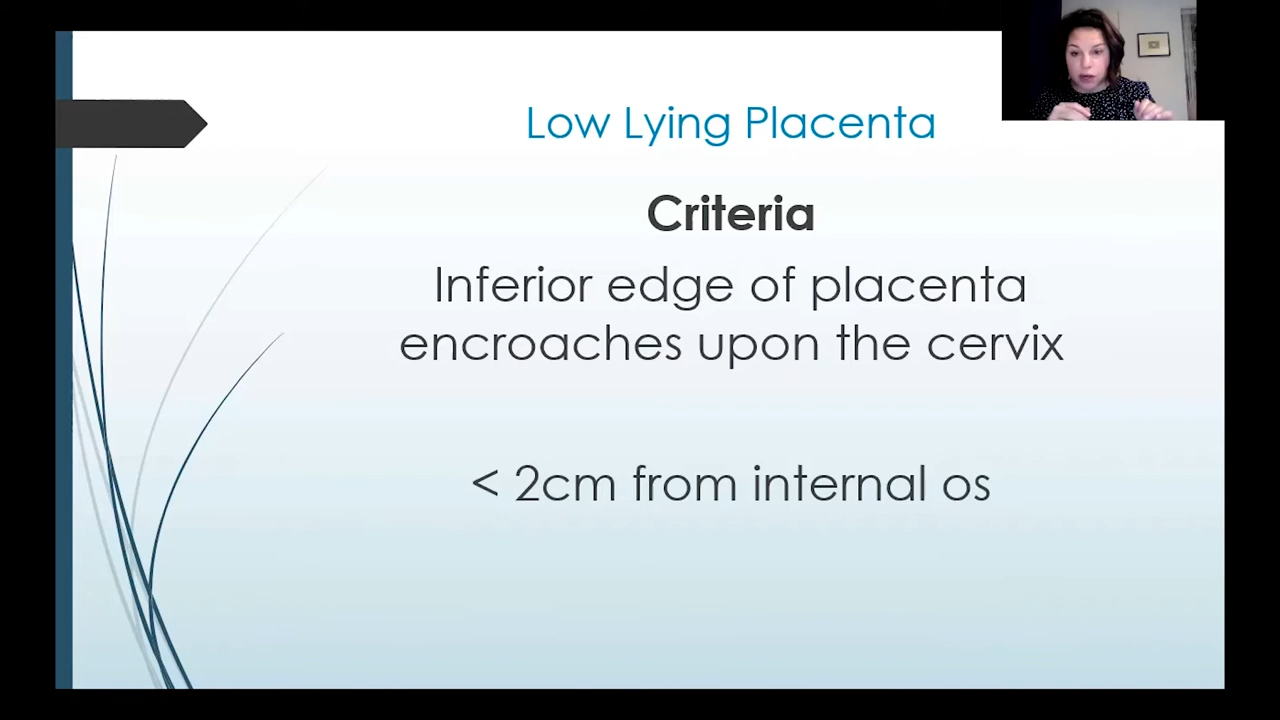 Low Lying Placenta
Criteria
Inferior edge of placenta
encroaches upon the cervix
< 2cm from internal os